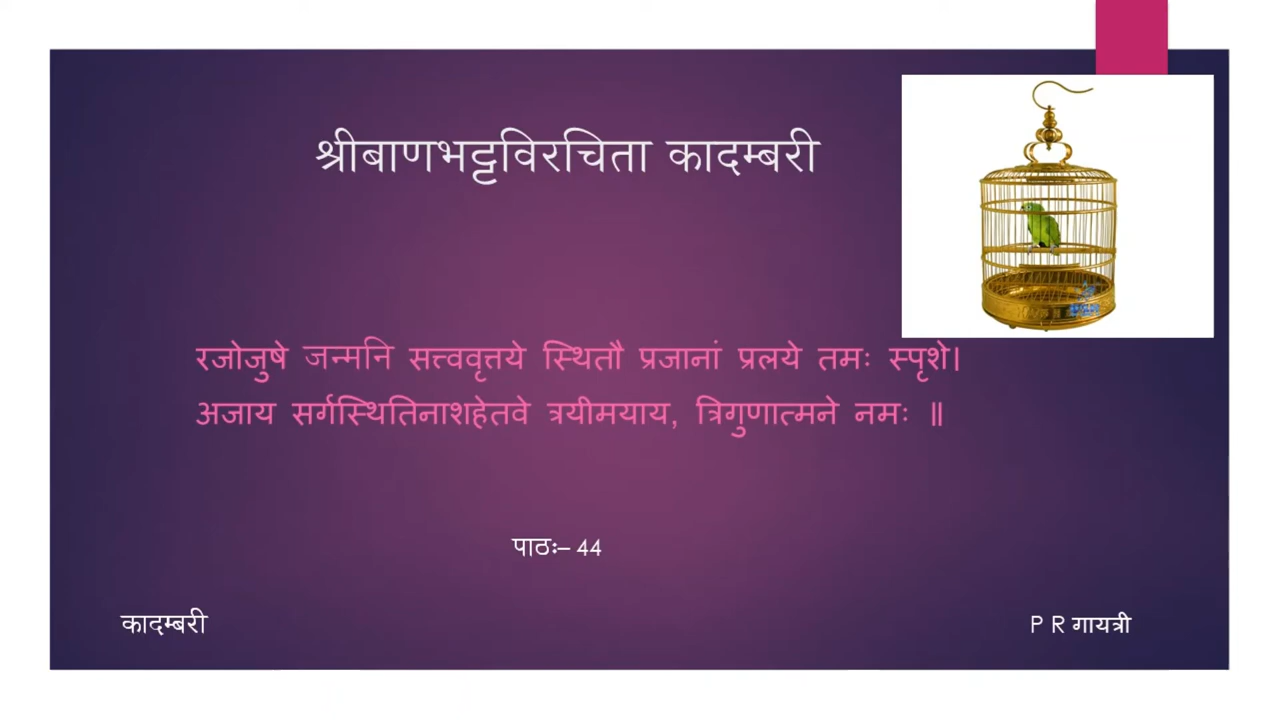 श्रीबाणभट्टविरचिता कादम्बरी
रजोजुषे जन्मनि सत्त्ववृत्तये स्थितौ प्रजानां प्रलये तमः स्पृशे।
अजाय सर्गस्थितिनाशहेतवे त्रयीमयाय, त्रिगुणात्मने नमः ॥
पाठः– 44
कादम्बरी
P R गायत्री